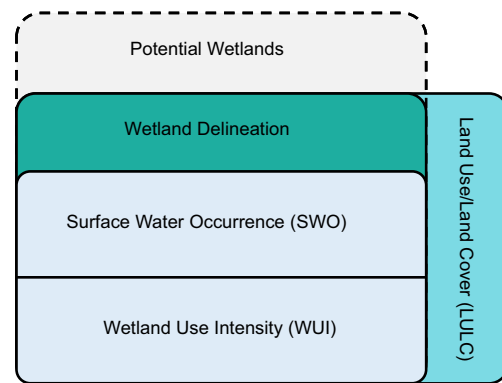 Potential Wetlands
Wetland Delineation
Surface Water Occurrence (SWO)
Wetland Use Intensity (WUI)
Land Use/Land
Cover (LULC)